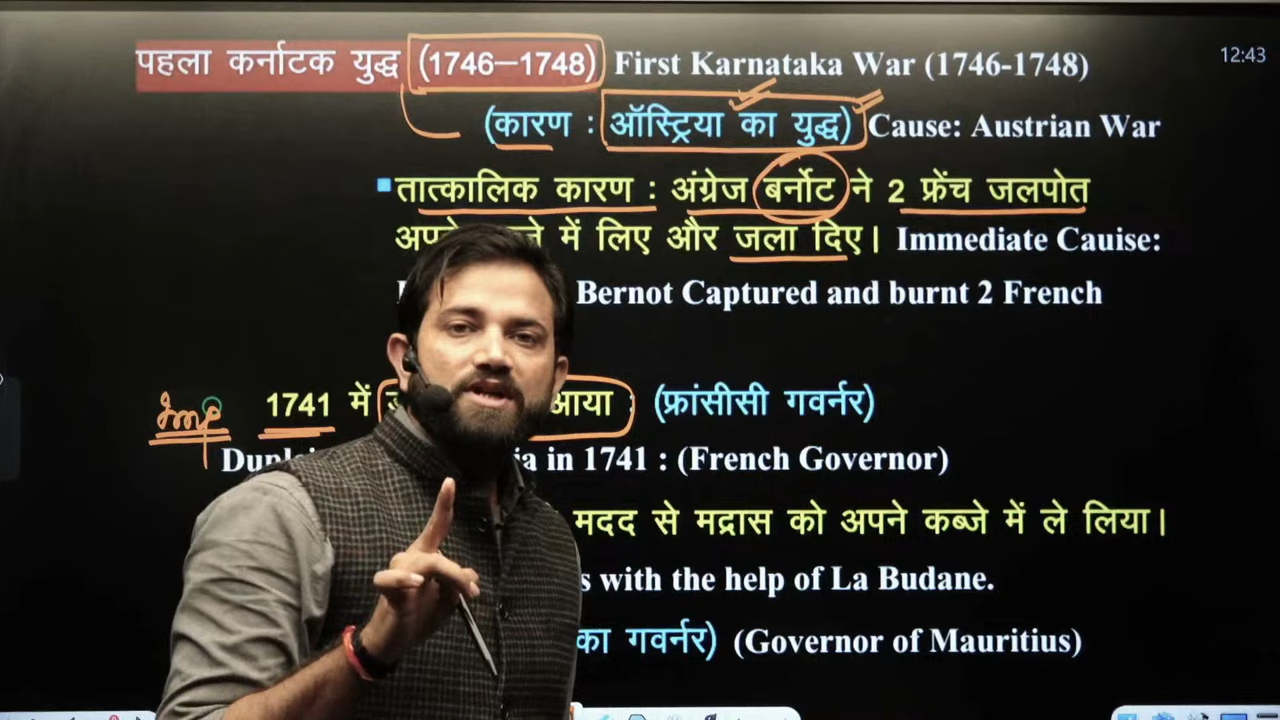 पहला कर्नाटक युद्ध (1746–1748) First Karnataka War (1746-1748)
12:43
(कारण : ऑस्ट्रिया का युद्ध) Cause: Austrian War
तात्कालिक कारण : अंग्रेज बर्नोट ने 2 फ्रेंच जलपोत
में लिए और जला दिए। Immediate Cauise:
Bernot Captured and burnt 2 French
Imp 1741 में आया : (फ्रांसीसी गवर्नर)
in 1741 : (French Governor)
मदद से मद्रास को अपने कब्जे में ले लिया।
with the help of La Budane.
का गवर्नर) (Governor of Mauritius)